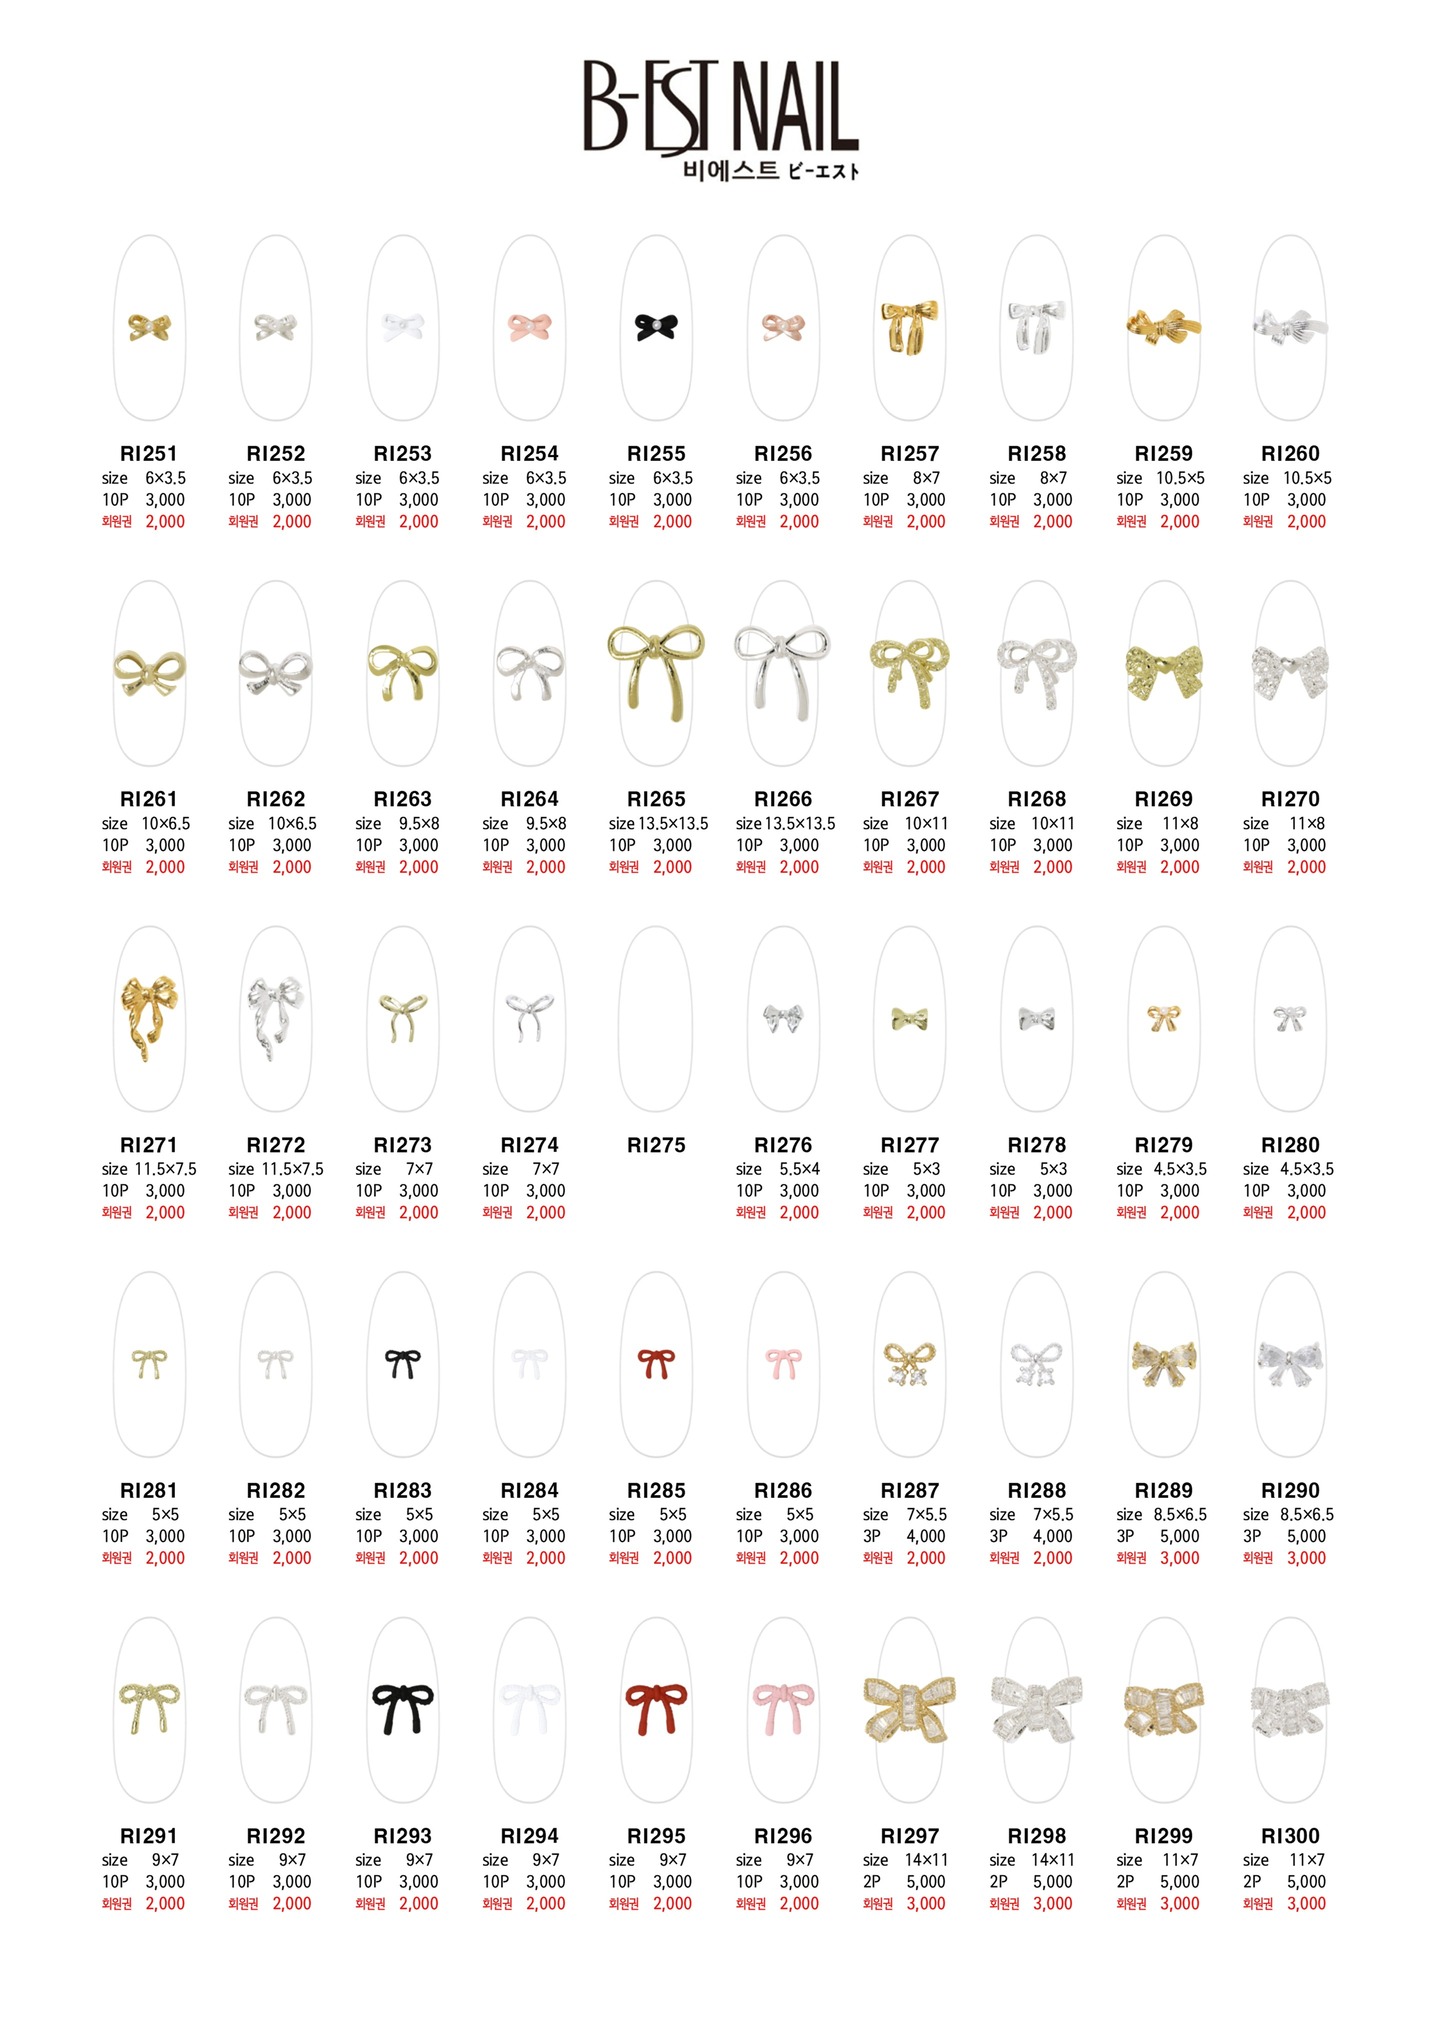 B-EST NAIL
비에스트 ビーエスト
RI251 RI252 RI253 RI254 RI255 RI256 RI257 RI258 RI259 RI260
size 6×3.5 size 6×3.5 size 6×3.5 size 6×3.5 size 6×3.5 size 6×3.5 size 8×7 size 8×7 size 10.5×5 size 10.5×5
10P 3,000 10P 3,000 10P 3,000 10P 3,000 10P 3,000 10P 3,000 10P 3,000 10P 3,000 10P 3,000 10P 3,000
회원권 2,000 회원권 2,000 회원권 2,000 회원권 2,000 회원권 2,000 회원권 2,000 회원권 2,000 회원권 2,000 회원권 2,000 회원권 2,000
RI261 RI262 RI263 RI264 RI265 RI266 RI267 RI268 RI269 RI270
size 10×6.5 size 10×6.5 size 9.5×8 size 9.5×8 size 13.5×13.5 size 13.5×13.5 size 10×11 size 10×11 size 11×8 size 11×8
10P 3,000 10P 3,000 10P 3,000 10P 3,000 10P 3,000 10P 3,000 10P 3,000 10P 3,000 10P 3,000 10P 3,000
회원권 2,000 회원권 2,000 회원권 2,000 회원권 2,000 회원권 2,000 회원권 2,000 회원권 2,000 회원권 2,000 회원권 2,000 회원권 2,000
RI271 RI272 RI273 RI274 RI275 RI276 RI277 RI278 RI279 RI280
size 11.5×7.5 size 11.5×7.5 size 7×7 size 7×7 size 5.5×4 size 5×3 size 5×3 size 4.5×3.5 size 4.5×3.5
10P 3,000 10P 3,000 10P 3,000 10P 3,000 10P 3,000 10P 3,000 10P 3,000 10P 3,000 10P 3,000
회원권 2,000 회원권 2,000 회원권 2,000 회원권 2,000 회원권 2,000 회원권 2,000 회원권 2,000 회원권 2,000 회원권 2,000
RI281 RI282 RI283 RI284 RI285 RI286 RI287 RI288 RI289 RI290
size 5×5 size 5×5 size 5×5 size 5×5 size 5×5 size 5×5 size 7×5.5 size 7×5.5 size 8.5×6.5 size 8.5×6.5
10P 3,000 10P 3,000 10P 3,000 10P 3,000 10P 3,000 10P 3,000 3P 4,000 3P 4,000 3P 5,000 3P 5,000
회원권 2,000 회원권 2,000 회원권 2,000 회원권 2,000 회원권 2,000 회원권 2,000 회원권 2,000 회원권 2,000 회원권 3,000 회원권 3,000
RI291 RI292 RI293 RI294 RI295 RI296 RI297 RI298 RI299 RI300
size 9×7 size 9×7 size 9×7 size 9×7 size 9×7 size 9×7 size 14×11 size 14×11 size 11×7 size 11×7
10P 3,000 10P 3,000 10P 3,000 10P 3,000 10P 3,000 10P 3,000 2P 5,000 2P 5,000 2P 5,000 2P 5,000
회원권 2,000 회원권 2,000 회원권 2,000 회원권 2,000 회원권 2,000 회원권 2,000 회원권 3,000 회원권 3,000 회원권 3,000 회원권 3,000